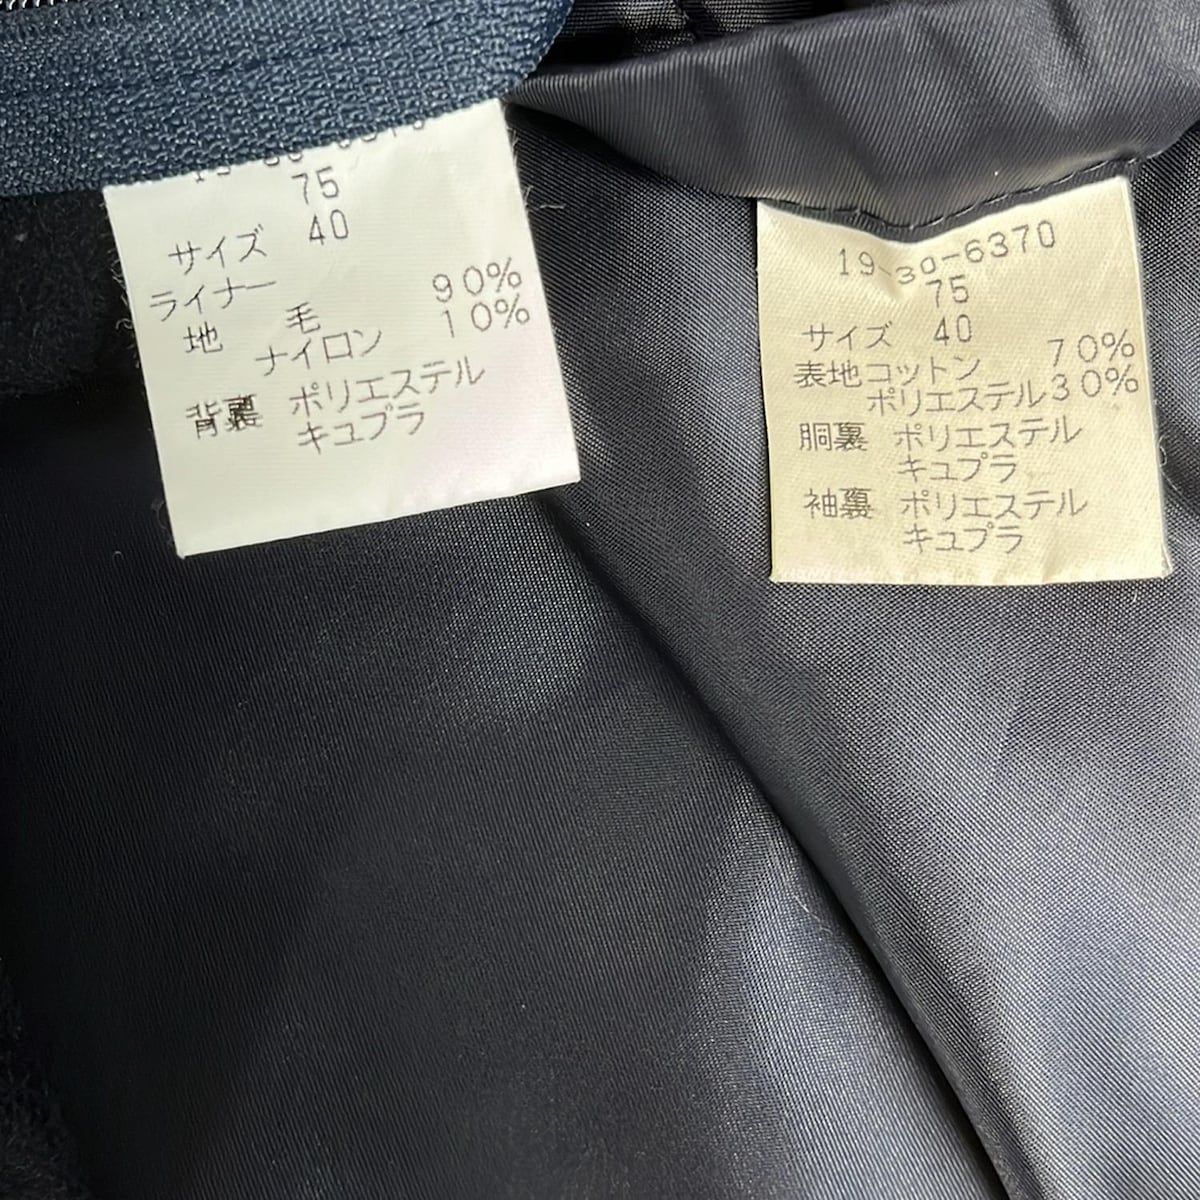 75
サイズ 40
ライナー
地 毛 90%
ナイロン 10%
背裏 ポリエステル
キュプラ
19-30-6370
75
サイズ 40
表地コットン 70%
ポリエステル30%
胴裏 ポリエステル
キュプラ
袖裏 ポリエステル
キュプラ